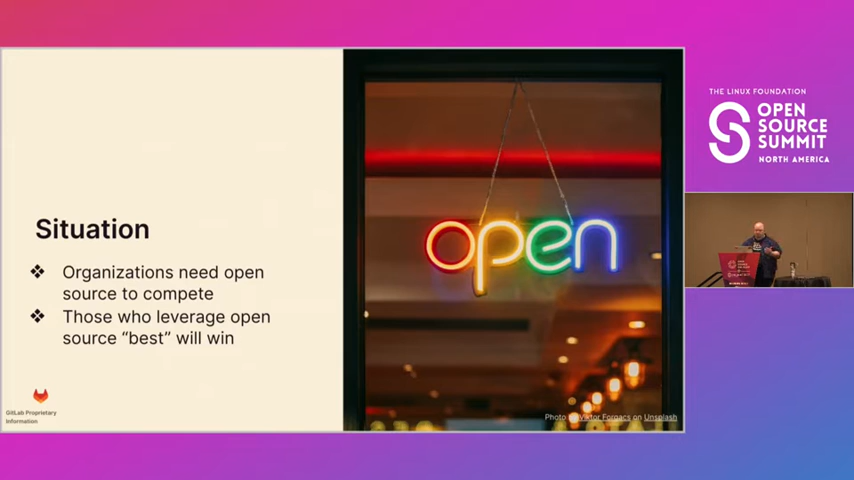 Situation
❖ Organizations need open
source to compete
❖ Those who leverage open
source “best” will win
GitLab Proprietary
Information
open
Photo by Viktor Forgacs on Unsplash
THE LINUX FOUNDATION
OPEN
SOURCE
SUMMIT
NORTH AMERICA